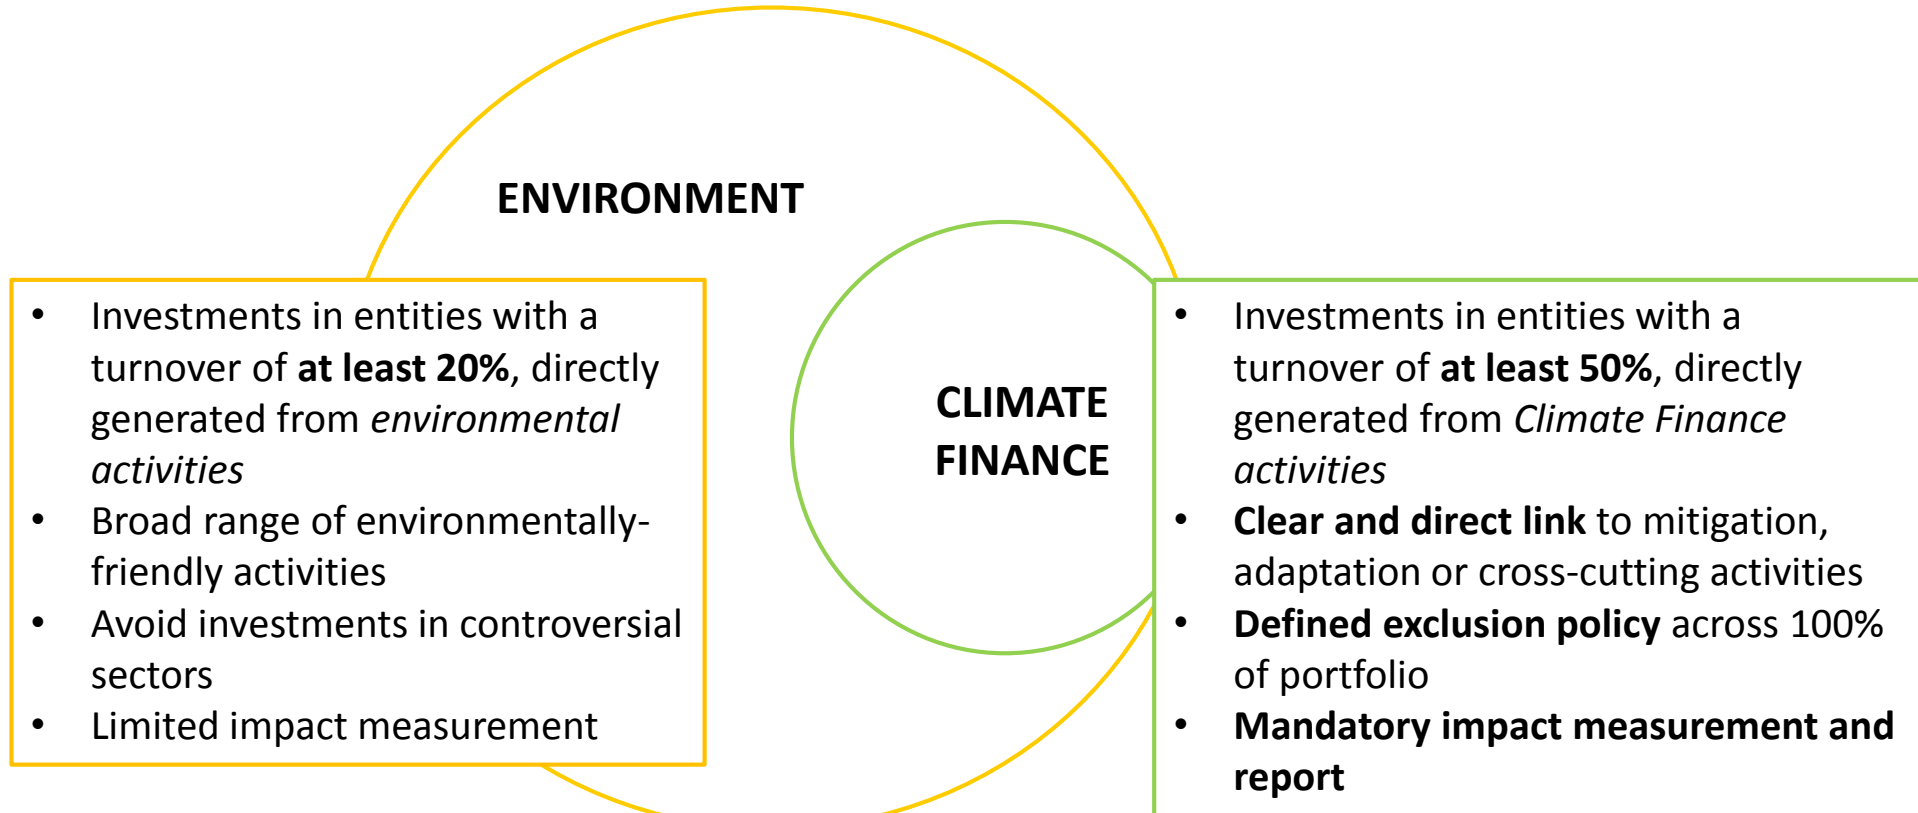 ENVIRONMENT
• Investments in entities with a
turnover of at least 20%, directly
generated from environmental
activities
• Broad range of environmentally-
friendly activities
• Avoid investments in controversial
sectors
• Limited impact measurement
CLIMATE
FINANCE
• Investments in entities with a
turnover of at least 50%, directly
generated from Climate Finance
activities
• Clear and direct link to mitigation,
adaptation or cross-cutting activities
• Defined exclusion policy across 100%
of portfolio
• Mandatory impact measurement and
report